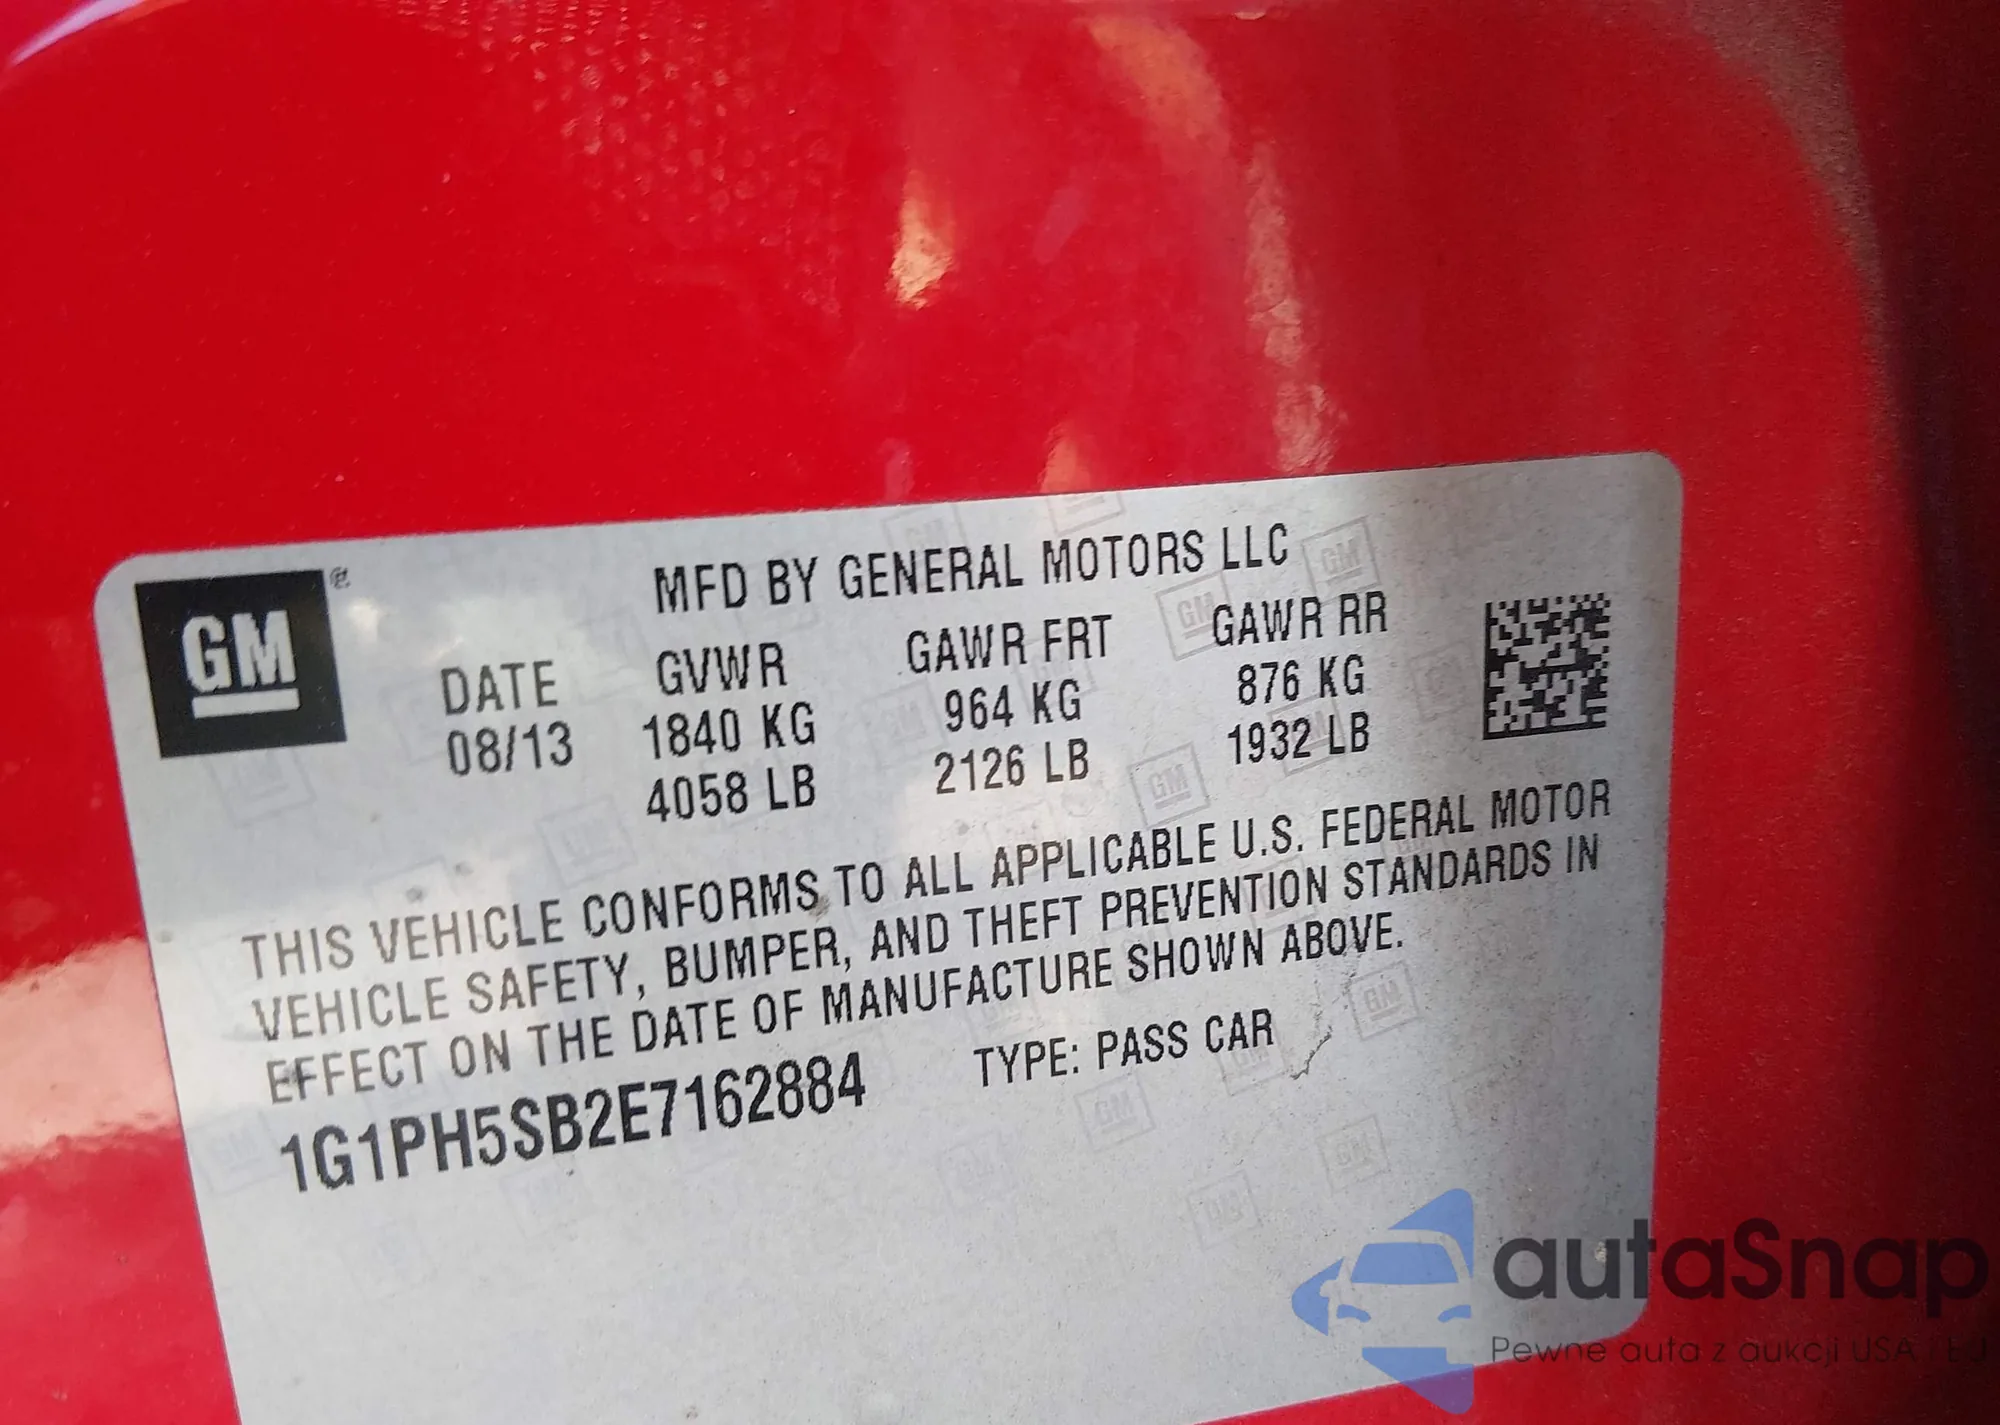 GM
MFD BY GENERAL MOTORS LLC
DATE GVWR GAWR FRT GAWR RR
08/13 1840 KG 964 KG 876 KG
4058 LB 2126 LB 1932 LB
THIS VEHICLE CONFORMS TO ALL APPLICABLE U.S. FEDERAL MOTOR
VEHICLE SAFETY, BUMPER, AND THEFT PREVENTION STANDARDS IN
EFFECT ON THE DATE OF MANUFACTURE SHOWN ABOVE.
1G1PH5SB2E7162884 TYPE: PASS CAR
autaSnap
Pewne auta z aukcji USA / EU